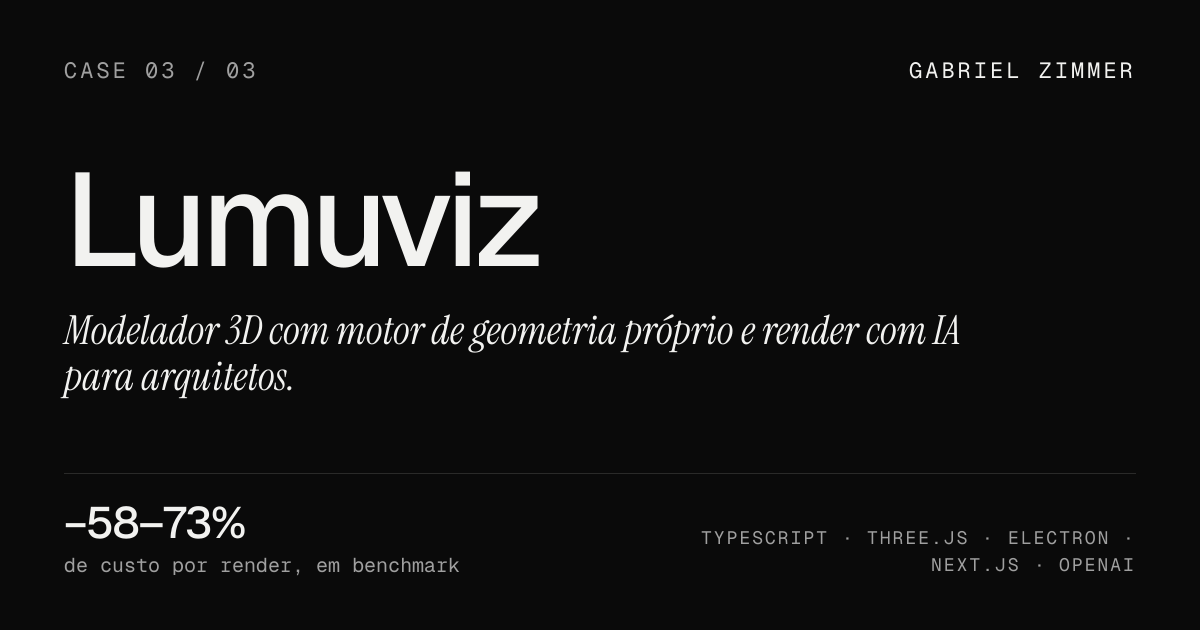 CASE 03 / 03
GABRIEL ZIMMER
Lumuviz
Modelador 3D com motor de geometria próprio e render com IA
para arquitetos.
–58–73%
de custo por render, em benchmark
TYPESCRIPT · THREE.JS · ELECTRON ·
NEXT.JS · OPENAI